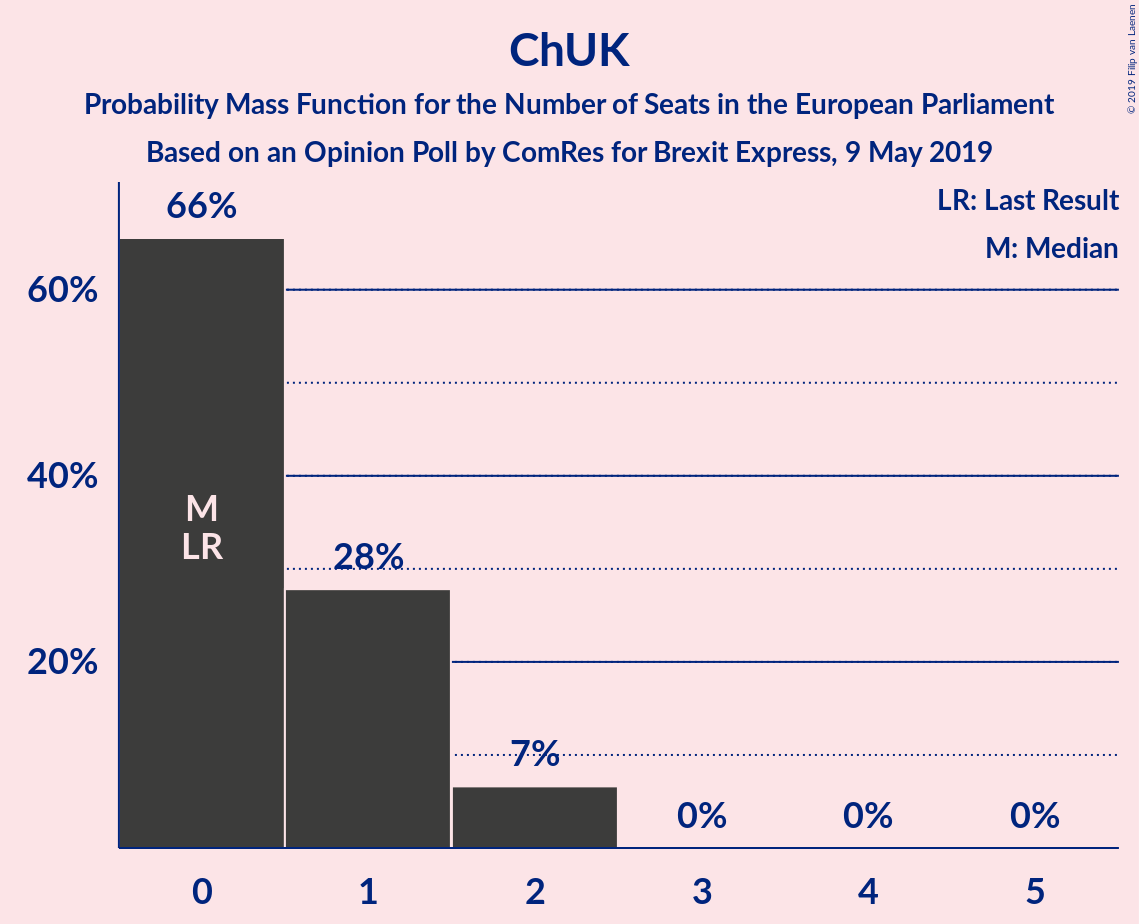 ChUK
Probability Mass Function for the Number of Seats in the European Parliament
Based on an Opinion Poll by ComRes for Brexit Express, 9 May 2019
© 2019 Filip van Laenen
LR: Last Result
M: Median
66%
60%
40%
M
LR
28%
20%
7%
0%
0%
0%
0
1
2
3
4
5